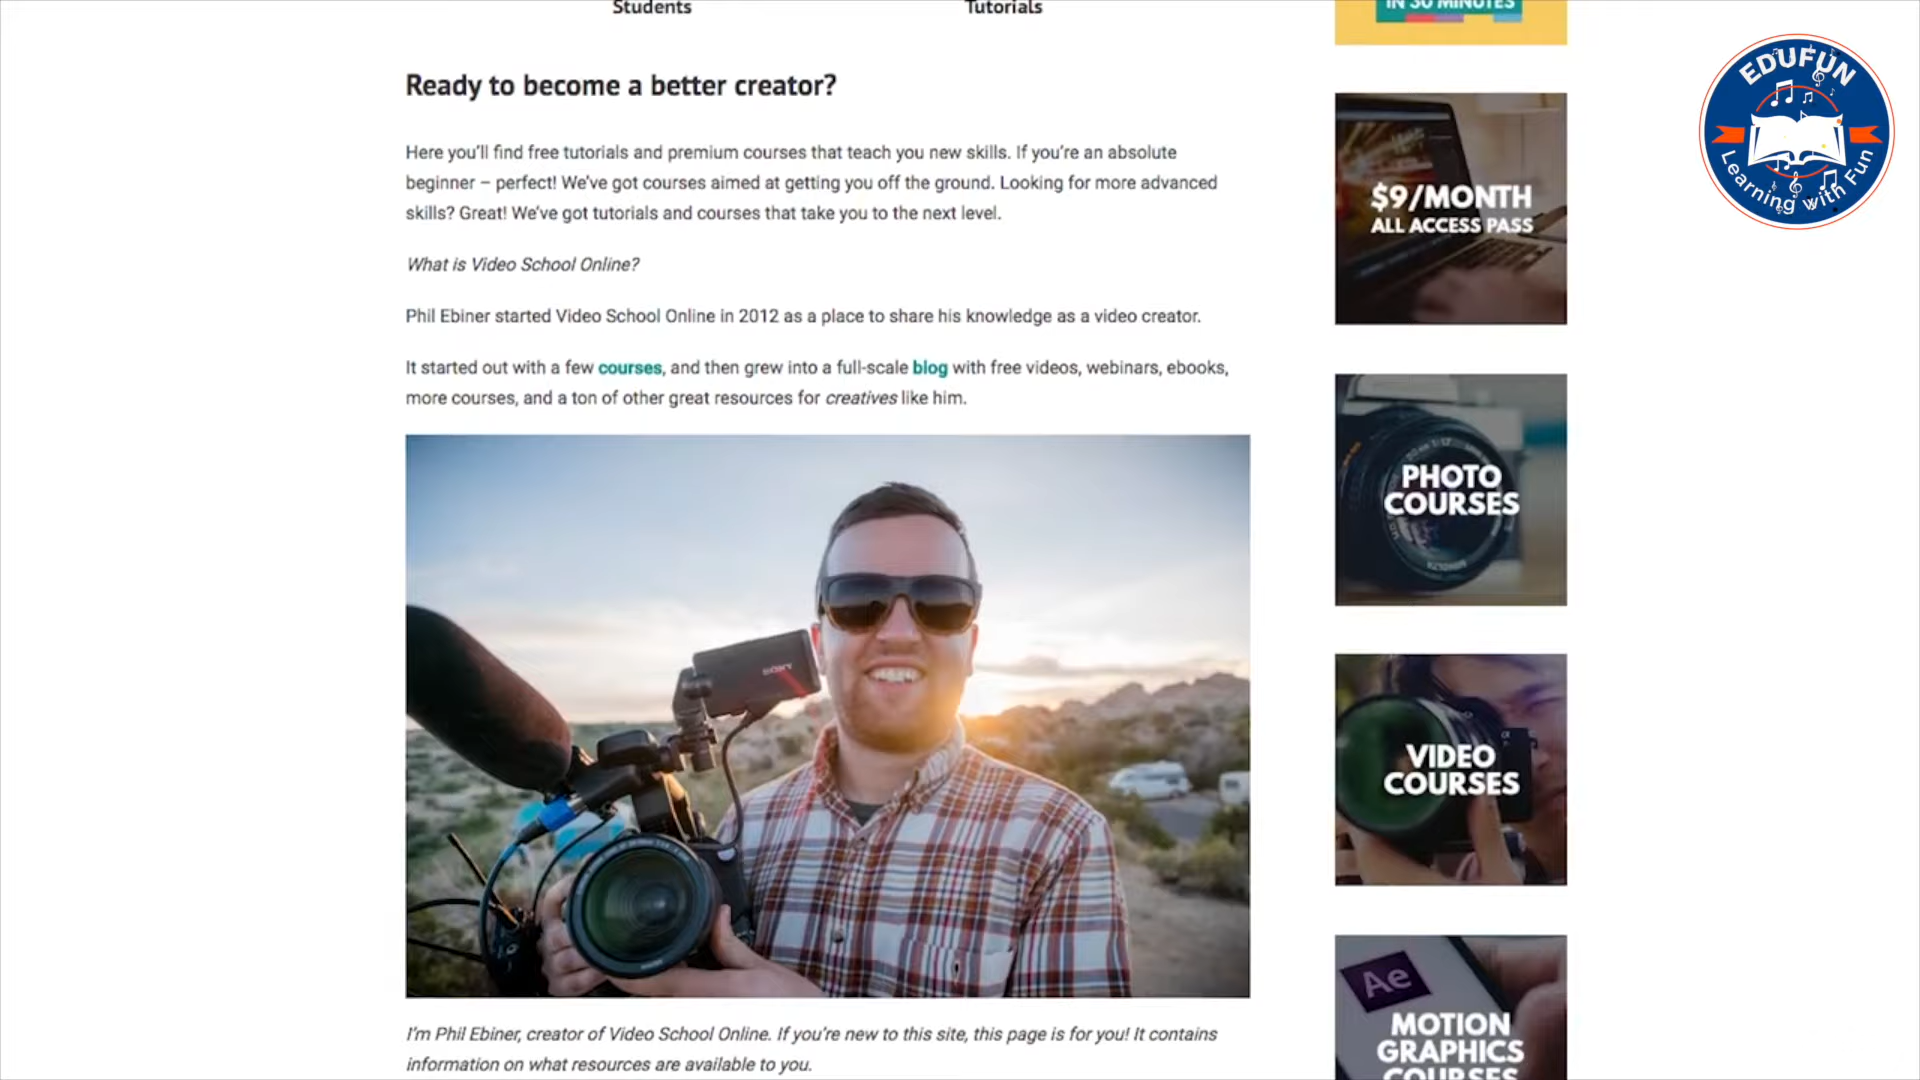 Students
Tutorials
IN 30 MINUTES
Ready to become a better creator?
Here you'll find free tutorials and premium courses that teach you new skills. If you're an absolute
beginner – perfect! We've got courses aimed at getting you off the ground. Looking for more advanced
skills? Great! We've got tutorials and courses that take you to the next level.
What is Video School Online?
Phil Ebiner started Video School Online in 2012 as a place to share his knowledge as a video creator.
It started out with a few courses, and then grew into a full-scale blog with free videos, webinars, ebooks,
more courses, and a ton of other great resources for creatives like him.
SONY
I'm Phil Ebiner, creator of Video School Online. If you're new to this site, this page is for you! It contains
information on what resources are available to you.
$9/MONTH
ALL ACCESS PASS
PHOTO
COURSES
VIDEO
COURSES
Ae
MOTION
GRAPHICS
COURSES
EDUFUN
Learning with Fun